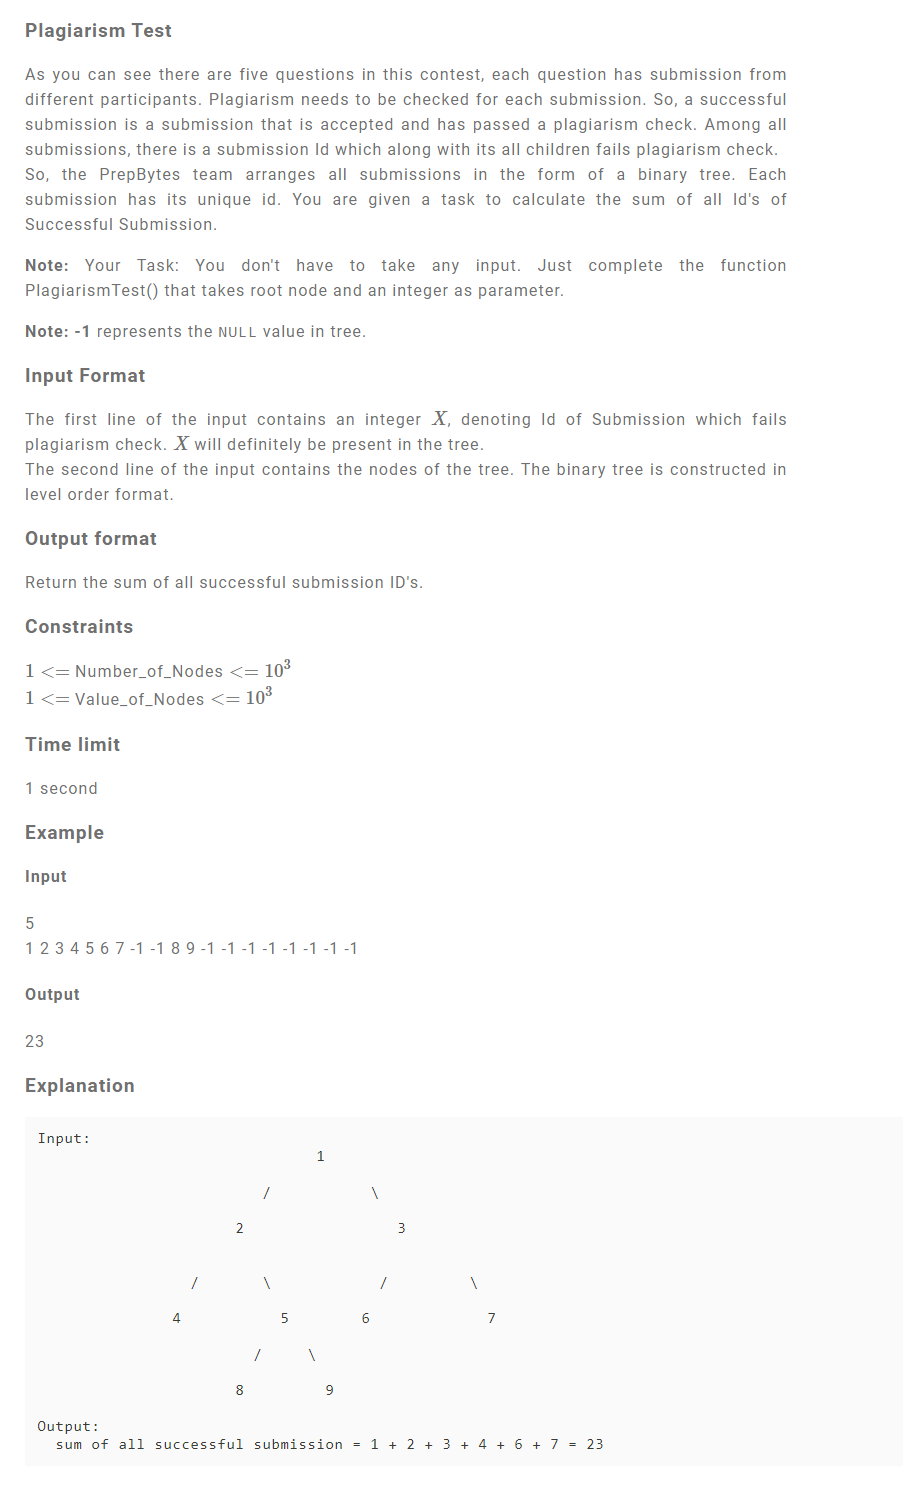 Plagiarism Test
As you can see there are five questions in this contest, each question has submission from
different participants. Plagiarism needs to be checked for each submission. So, a successful
submission is a submission that is accepted and has passed a plagiarism check. Among all
submissions, there is a submission Id which along with its all children fails plagiarism check.
So, the PrepBytes team arranges all submissions in the form of a binary tree. Each
submission has its unique id. You are given a task to calculate the sum of all Id's of
Successful Submission.
Note: Your Task: You don't have to take any input. Just complete the function
PlagiarismTest() that takes root node and an integer as parameter.
Note: -1 represents the NULL value in tree.
Input Format
The first line of the input contains an integer X, denoting Id of Submission which fails
plagiarism check. X will definitely be present in the tree.
The second line of the input contains the nodes of the tree. The binary tree is constructed in
level order format.
Output format
Return the sum of all successful submission ID's.
Constraints
1 <= Number_of_Nodes <= 10³
1 <= Value_of_Nodes <= 10³
Time limit
1 second
Example
Input
5
1 2 3 4 5 6 7 -1 -1 8 9 -1 -1 -1 -1 -1 -1 -1 -1
Output
23
Explanation
Input:
1
/ \
2 3
/ \ / \
4 5 6 7
/ \
8 9
Output:
sum of all successful submission = 1 + 2 + 3 + 4 + 6 + 7 = 23